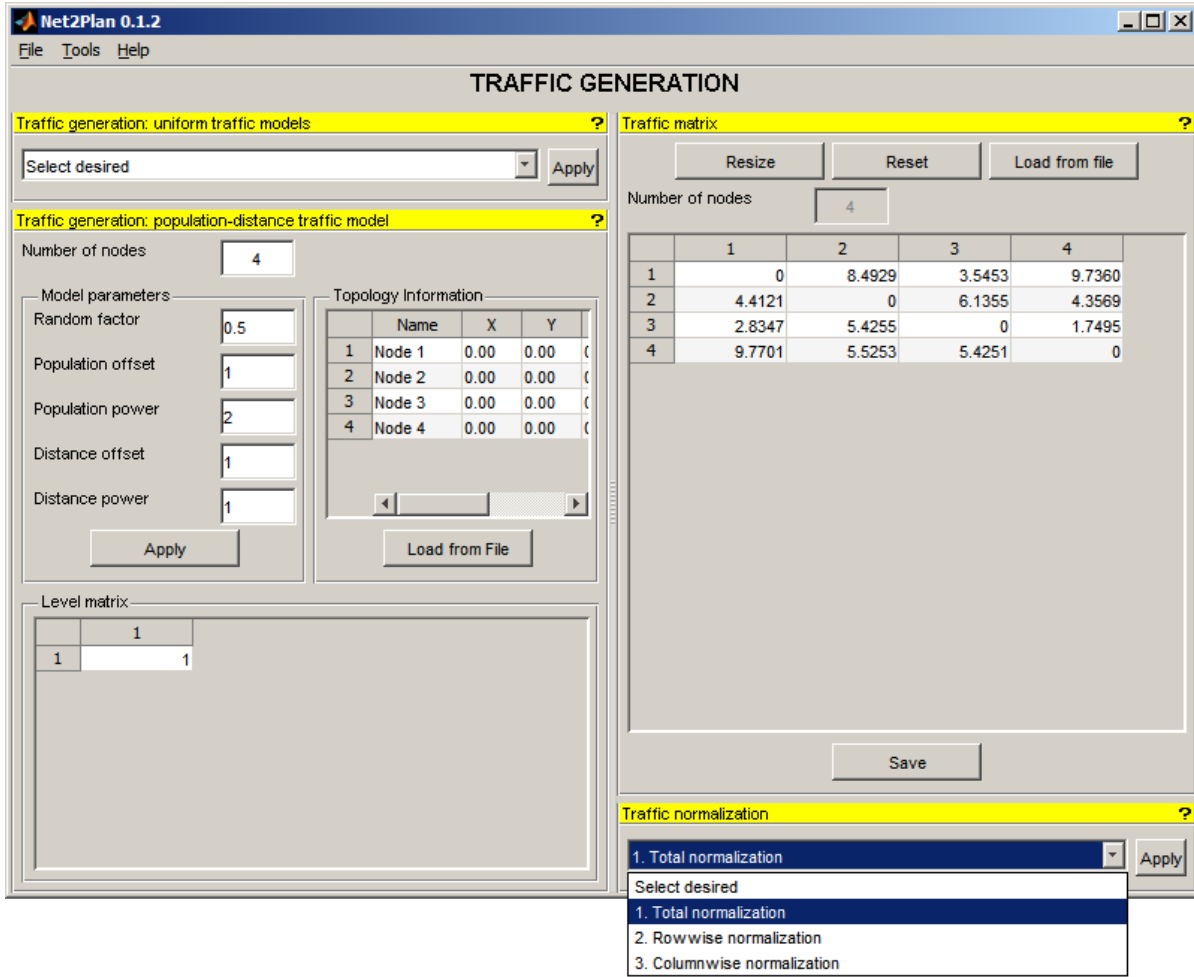 Net2Plan 0.1.2
File Tools Help
TRAFFIC GENERATION
Traffic generation: uniform traffic models ?
Select desired Apply
Traffic generation: population-distance traffic model ?
Number of nodes 4
Model parameters
Random factor 0.5
Population offset 1
Population power 2
Distance offset 1
Distance power 1
Apply
Topology Information
Name X Y
1 Node 1 0.00 0.00
2 Node 2 0.00 0.00
3 Node 3 0.00 0.00
4 Node 4 0.00 0.00
Load from File
Level matrix
1
1 1
Traffic matrix ?
Resize Reset Load from file
Number of nodes 4
1 2 3 4
1 0 8.4929 3.5453 9.7360
2 4.4121 0 6.1355 4.3569
3 2.8347 5.4255 0 1.7495
4 9.7701 5.5253 5.4251 0
Save
Traffic normalization ?
1. Total normalization Apply
Select desired
1. Total normalization
2. Rowwise normalization
3. Columnwise normalization